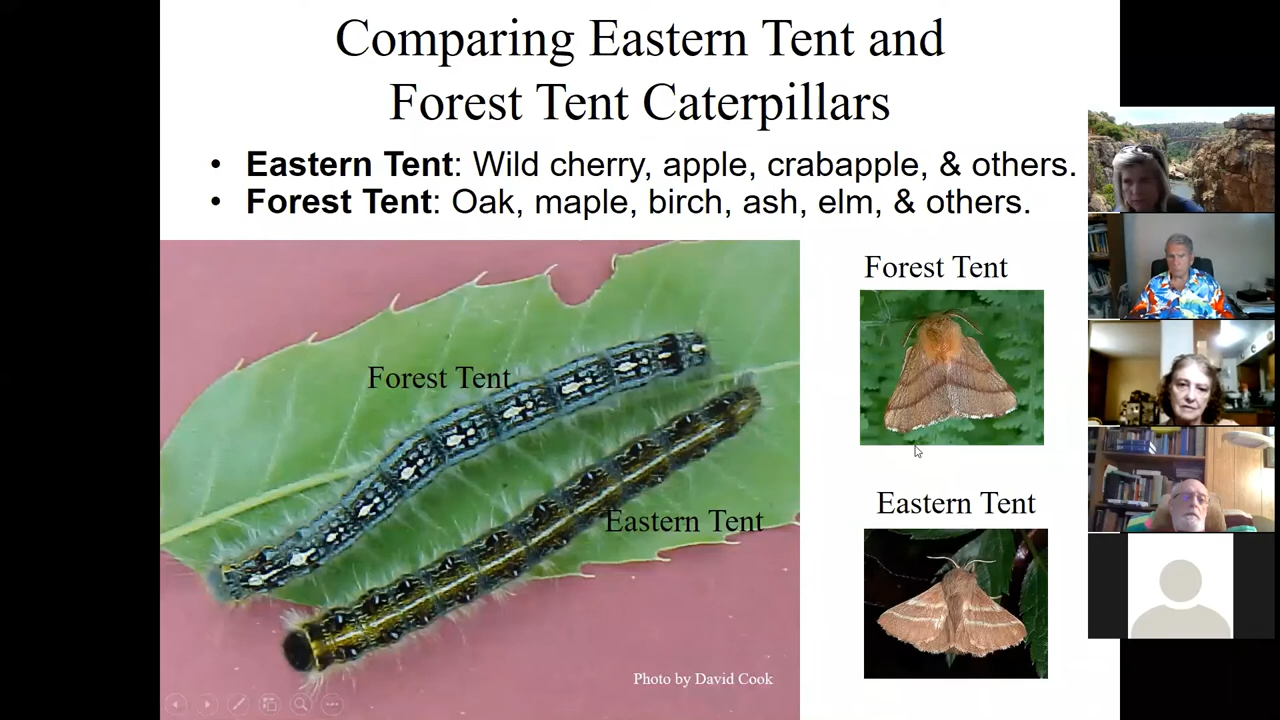 Comparing Eastern Tent and
Forest Tent Caterpillars
• Eastern Tent: Wild cherry, apple, crabapple, & others.
• Forest Tent: Oak, maple, birch, ash, elm, & others.
Forest Tent
Eastern Tent
Photo by David Cook
Forest Tent
Eastern Tent